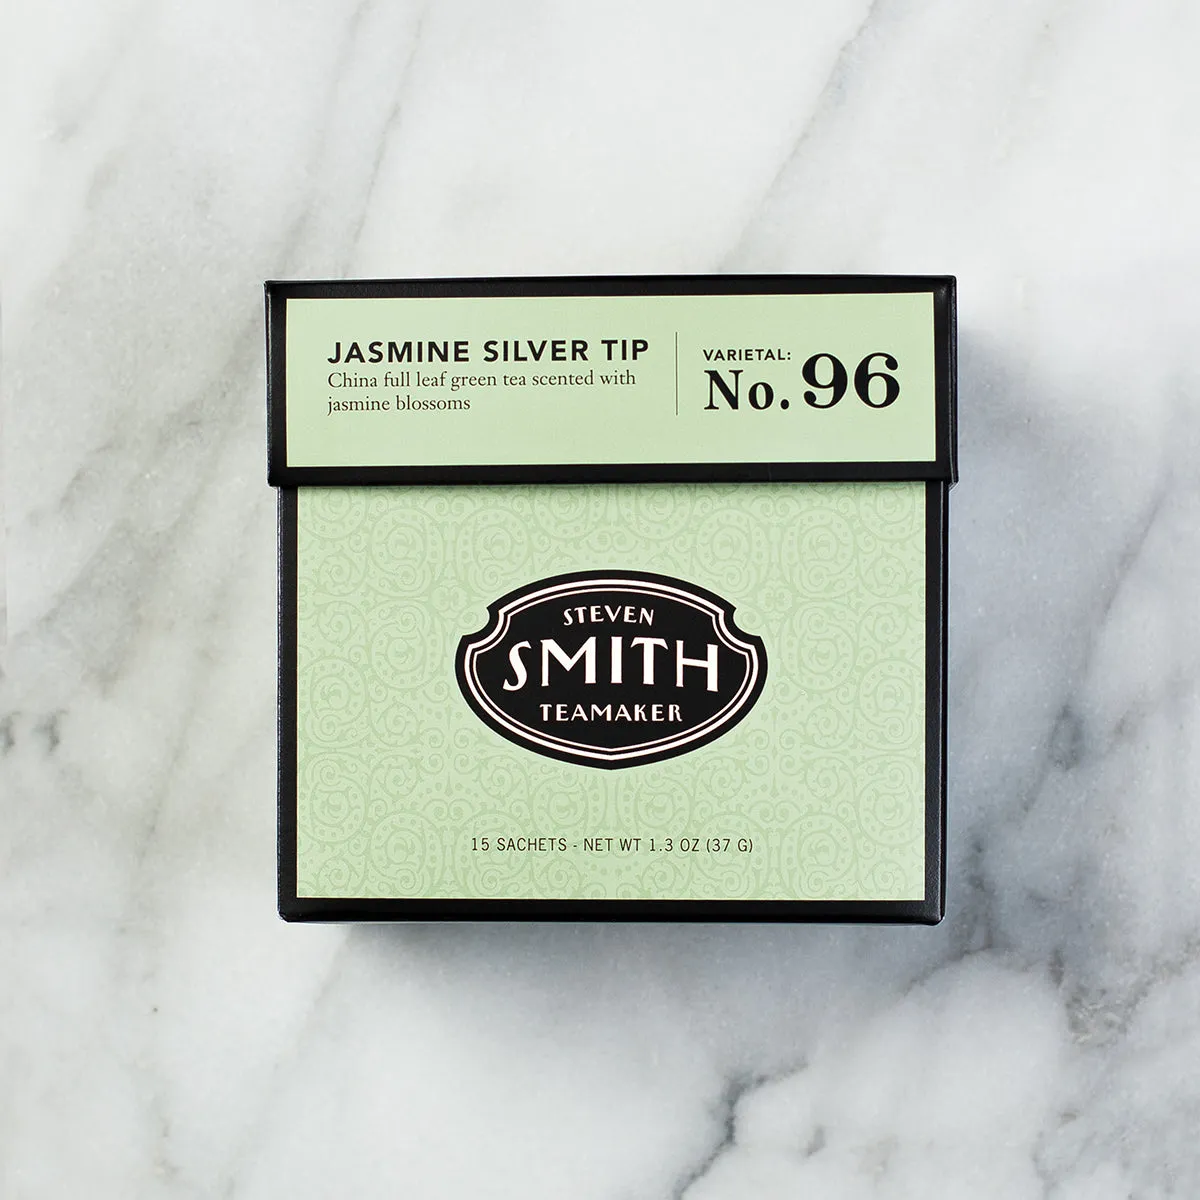 JASMINE SILVER TIP
China full leaf green tea scented with
jasmine blossoms
VARIETAL:
No. 96
STEVEN
SMITH
TEAMAKER
15 SACHETS - NET WT 1.3 OZ (37 G)